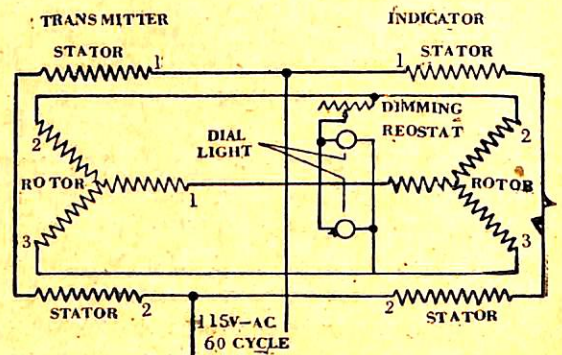 TRANSMITTER
INDICATOR
STATOR
1
1
STATOR
2
DIMMING
REOSTAT
2
DIAL
LIGHT
ROTOR
1
ROTOR
3
3
STATOR
2
2
STATOR
115V-AC
60 CYCLE